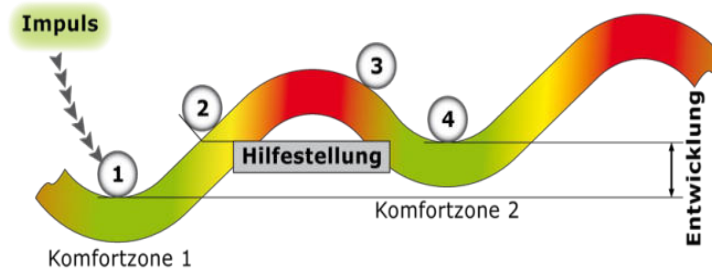 Impuls
1
2
3
4
Hilfestellung
Komfortzone 1
Komfortzone 2
Entwicklung